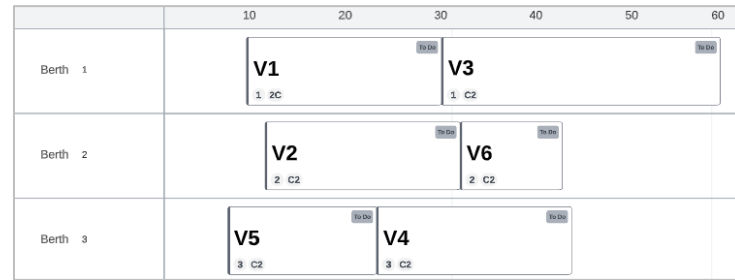 10 20 30 40 50 60
Berth 1
To Do To Do
V1 V3
1 2C 1 C2
Berth 2
To Do To Do
V2 V6
2 C2 2 C2
Berth 3
To Do To Do
V5 V4
3 C2 3 C2